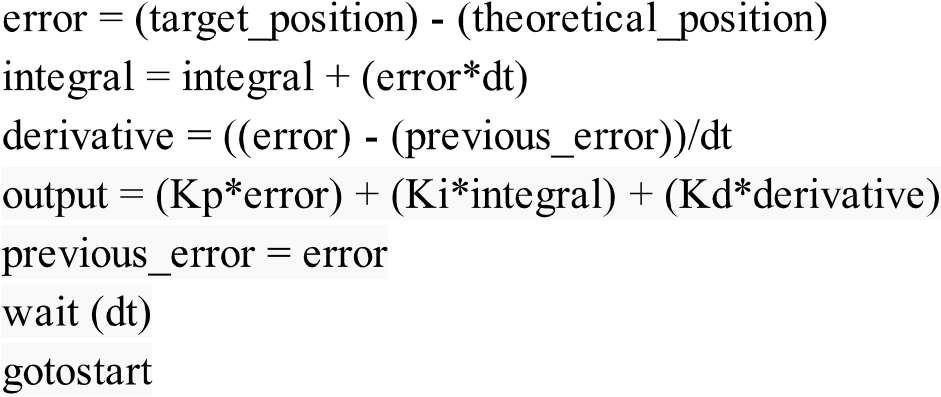 error = (target_position) - (theoretical_position)
integral = integral + (error*dt)
derivative = ((error) - (previous_error))/dt
output = (Kp*error) + (Ki*integral) + (Kd*derivative)
previous_error = error
wait (dt)
gotostart